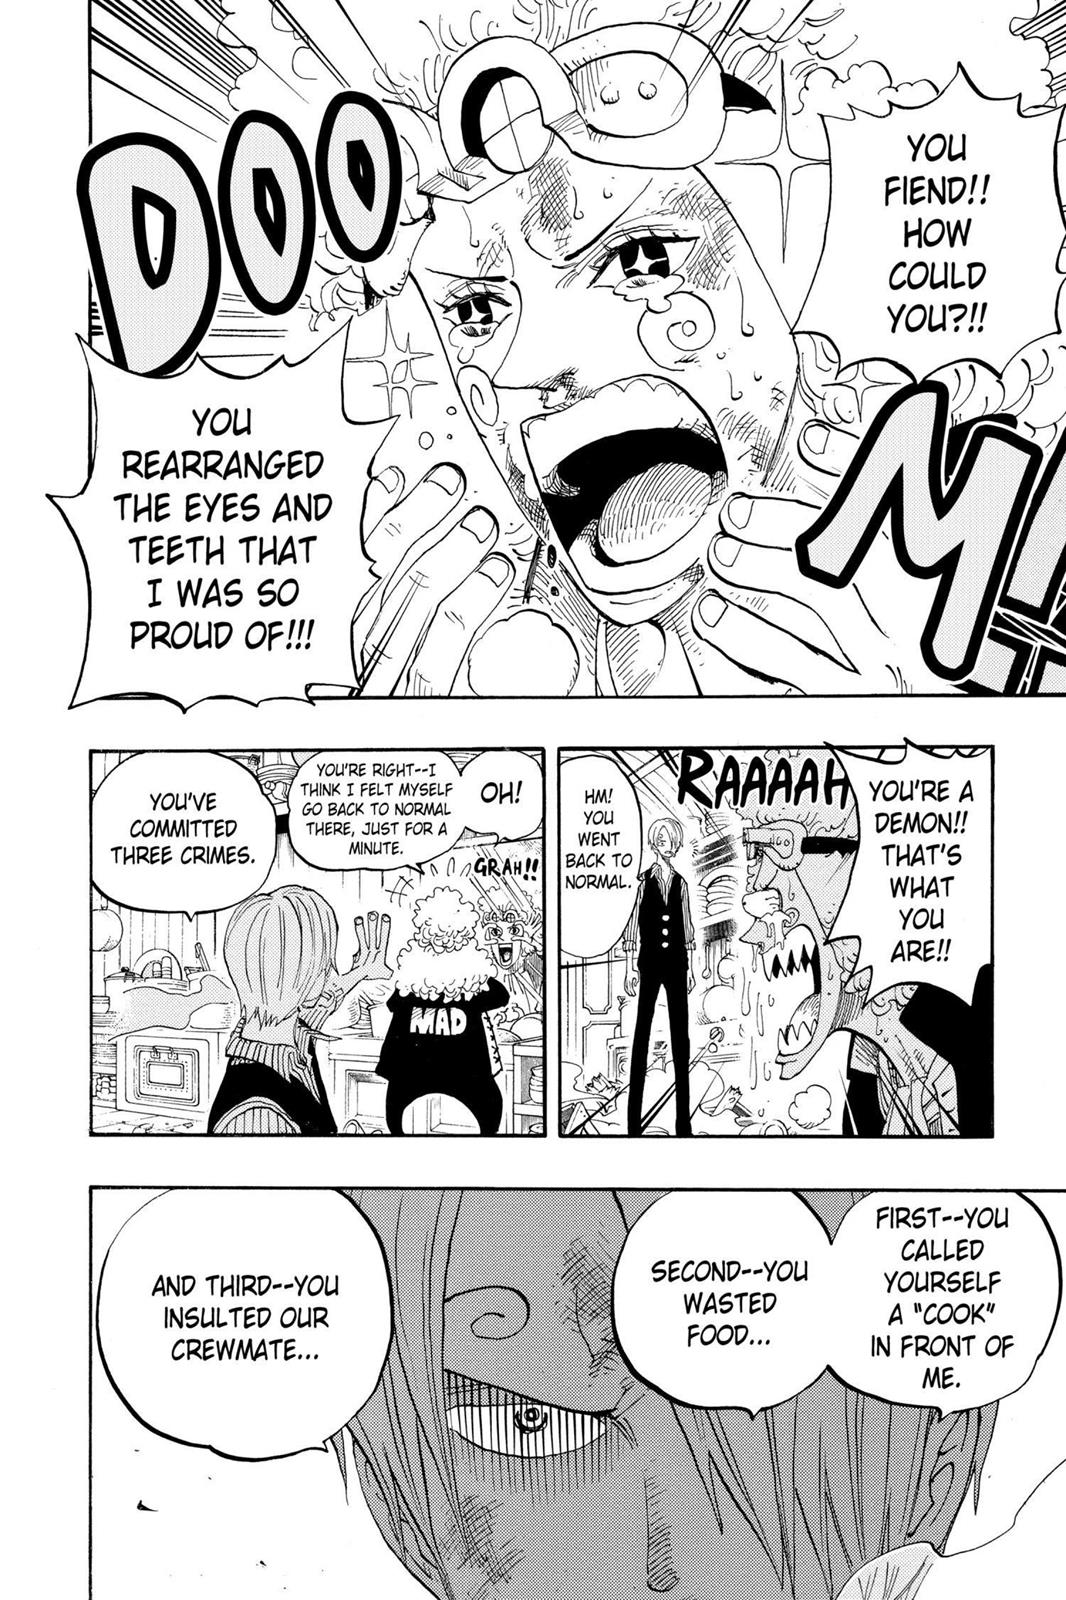 YOU
FIEND!!
HOW
COULD
YOU?!!
DOO
MM
YOU
REARRANGED
THE EYES AND
TEETH THAT
I WAS SO
PROUD OF!!!
YOU'RE A
DEMON!!
THAT'S
WHAT
YOU
ARE!!
RAAAAH
HM!
YOU
WENT
BACK TO
NORMAL.
OH!
GRAH!!
YOU'RE RIGHT--I
THINK I FELT MYSELF
GO BACK TO NORMAL
THERE, JUST FOR A
MINUTE.
YOU'VE
COMMITTED
THREE CRIMES.
MAD
FIRST--YOU
CALLED
YOURSELF
A "COOK"
IN FRONT OF
ME.
SECOND--YOU
WASTED
FOOD...
AND THIRD--YOU
INSULTED OUR
CREWMATE...